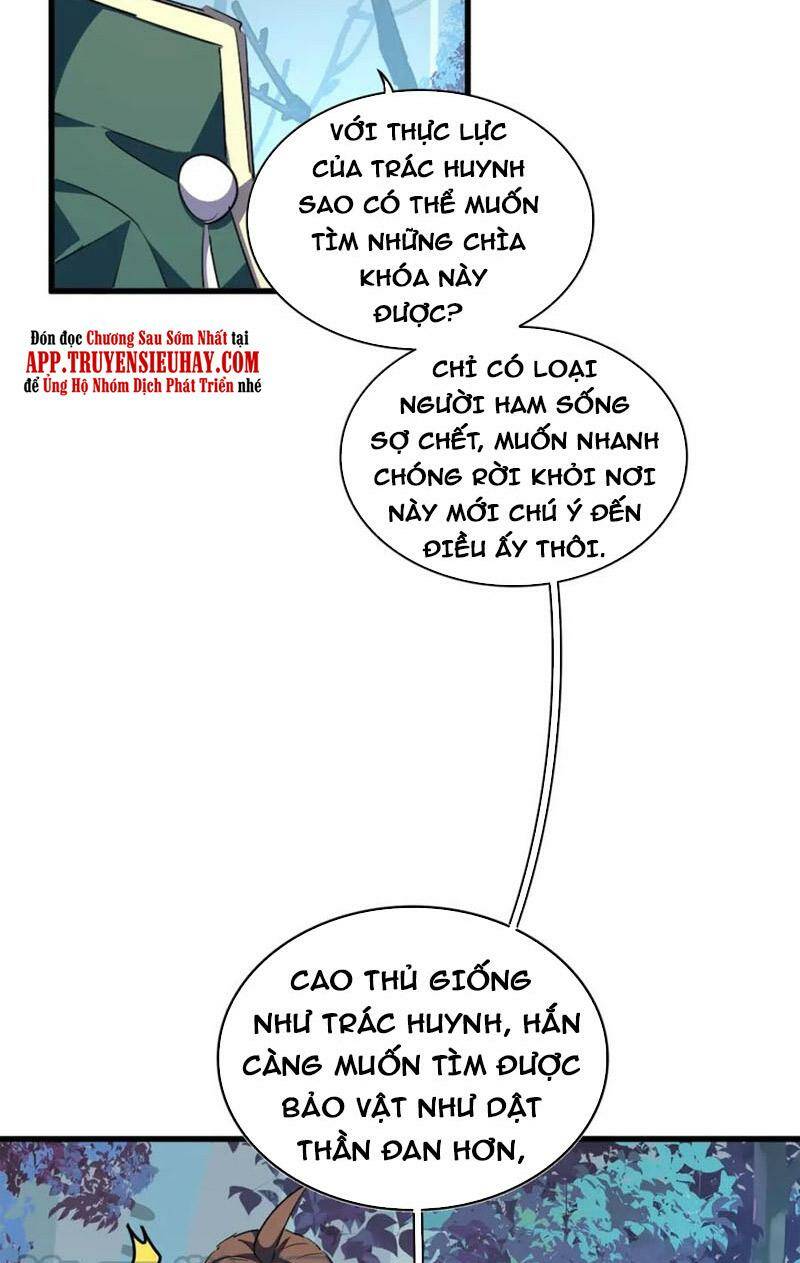 VỚI THỰC LỰC
CỦA TRÁC HUYNH
SAO CÓ THỂ MUỐN
TÌM NHỮNG CHÌA
KHÓA NÀY
ĐƯỢC?
Đón đọc Chương Sau Sớm Nhất tại
APP.TRUYENSIEUHAY.COM
để Ủng Hộ Nhóm Dịch Phát Triển nhé
CHỈ CÓ LOẠI
NGƯỜI HAM SỐNG
SỢ CHẾT, MUỐN NHANH
CHÓNG RỜI KHỎI NƠI
NÀY MỚI CHÚ Ý ĐẾN
ĐIỀU ẤY THÔI.
CAO THỦ GIỐNG
NHƯ TRÁC HUYNH, HẮN
CÀNG MUỐN TÌM ĐƯỢC
BẢO VẬT NHƯ DẬT
THẦN ĐAN HƠN,